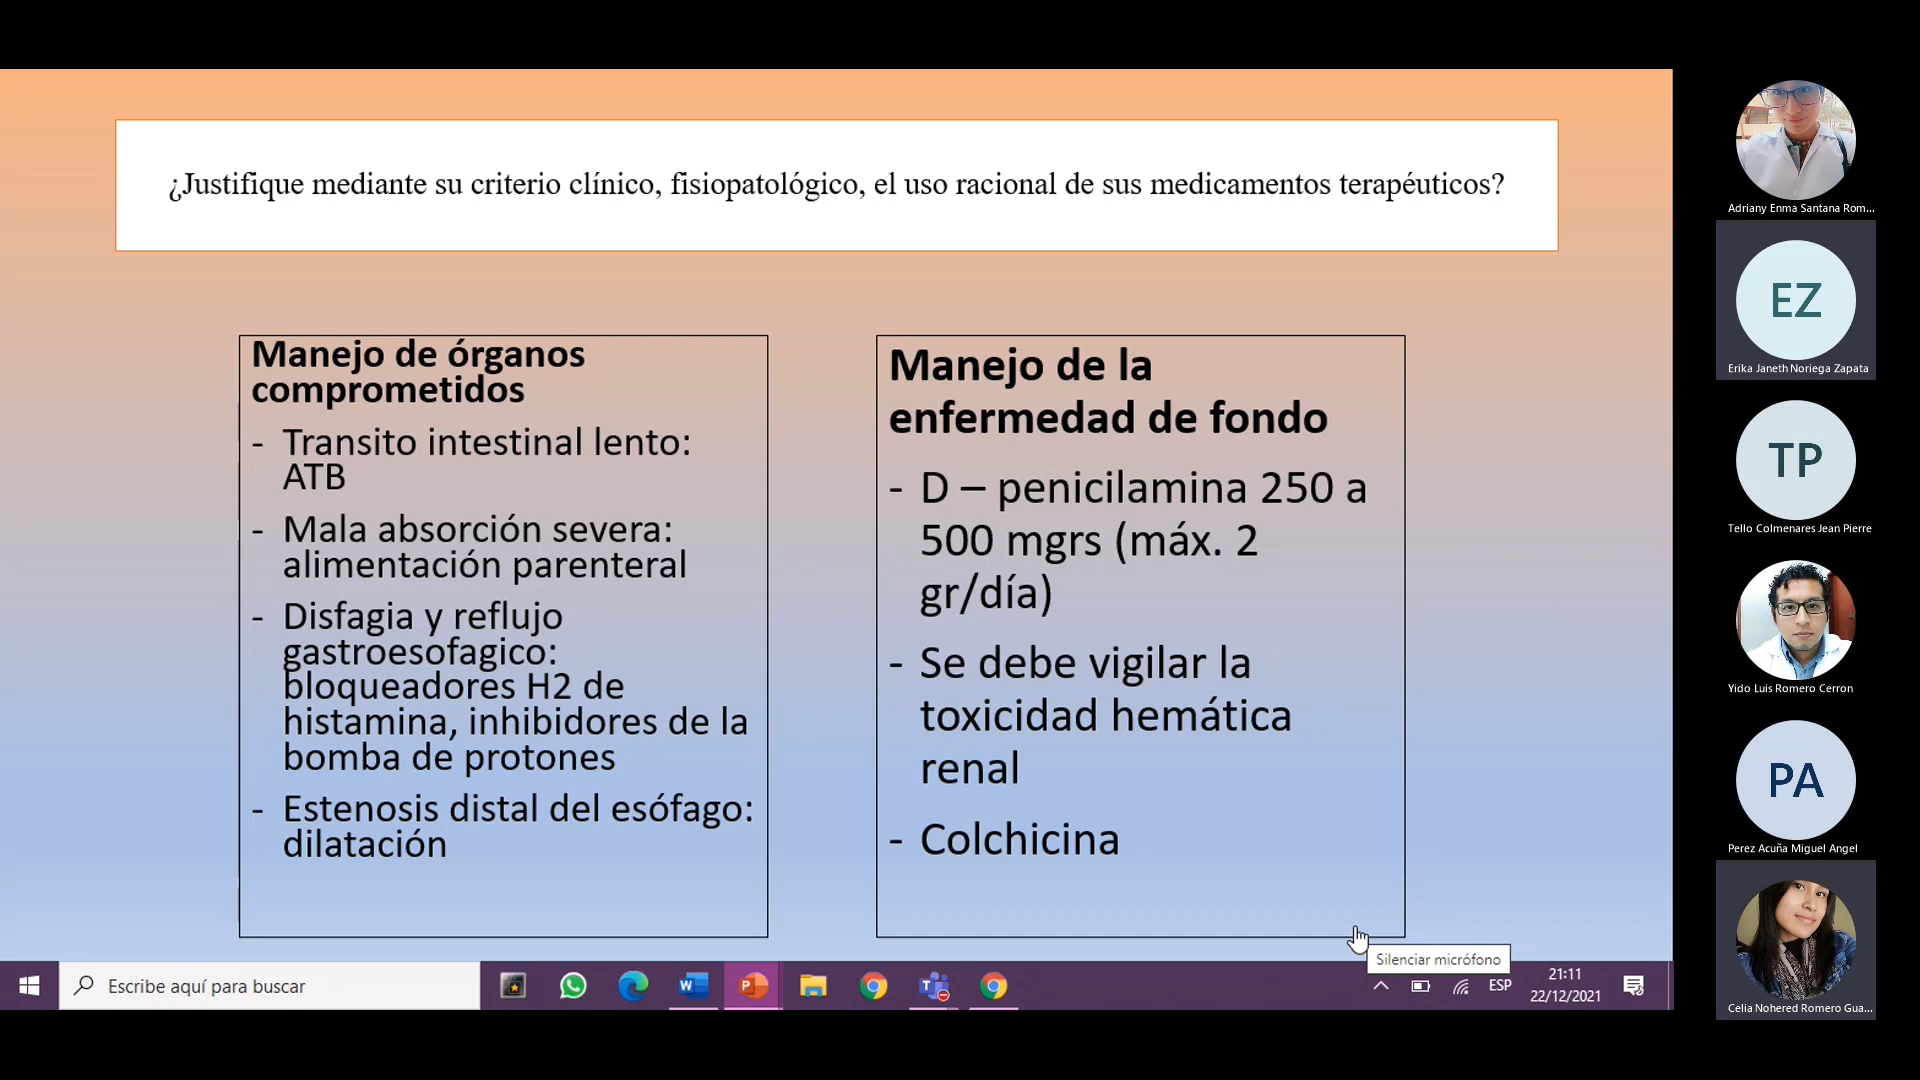 ¿Justifique mediante su criterio clínico, fisiopatológico, el uso racional de sus medicamentos terapéuticos?
Manejo de órganos
comprometidos
- Transito intestinal lento:
ATB
- Mala absorción severa:
alimentación parenteral
- Disfagia y reflujo
gastroesofagico:
bloqueadores H2 de
histamina, inhibidores de la
bomba de protones
- Estenosis distal del esófago:
dilatación
Manejo de la
enfermedad de fondo
- D – penicilamina 250 a
500 mgrs (máx. 2
gr/día)
- Se debe vigilar la
toxicidad hemática
renal
- Colchicina
Silenciar micrófono
Escribe aquí para buscar
ESP
21:11
22/12/2021
Adriany Enma Santana Rom...
EZ
Erika Janeth Noriega Zapata
TP
Tello Colmenares Jean Pierre
Yido Luis Romero Cerron
PA
Perez Acuña Miguel Angel
Celia Nohered Romero Gua...